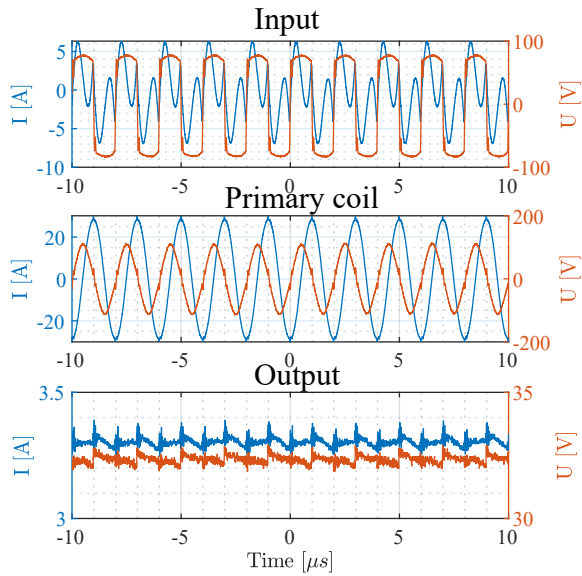 Input
I [A]
5
0
-5
-10
100
0
-100
U [V]
-10 -5 0 5 10
Primary coil
I [A]
20
0
-20
200
0
-200
U [V]
-10 -5 0 5 10
Output
I [A]
3.5
3
35
30
U [V]
-10 -5 0 5 10
Time [μs]